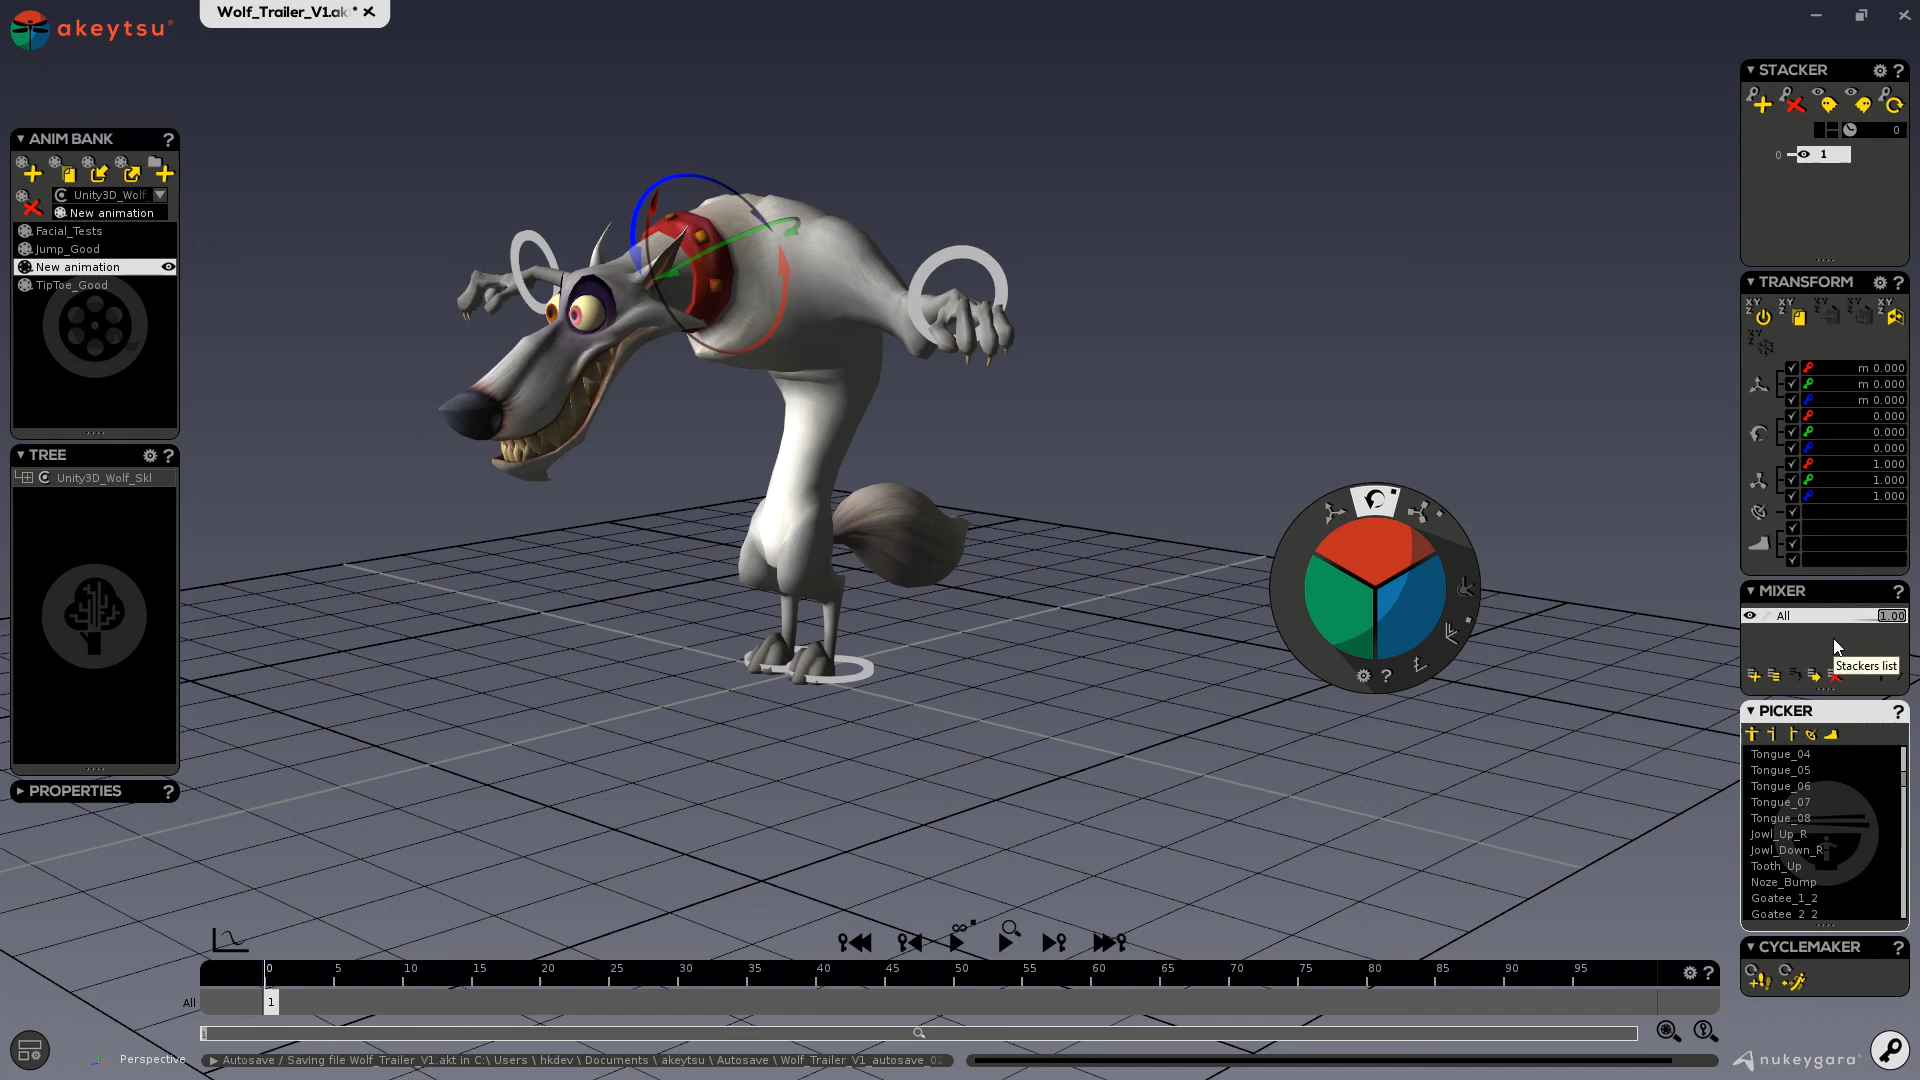 akeytsu
Wolf_Trailer_V1.ak *
ANIM BANK ?
Unity3D_Wolf
New animation
Facial_Tests
Jump_Good
New animation
TipToe_Good
TREE ?
Unity3D_Wolf_Skl
PROPERTIES ?
STACKER ?
0
0 1
TRANSFORM ?
m 0.000
m 0.000
m 0.000
0.000
0.000
0.000
1.000
1.000
1.000
?
MIXER ?
All 1.00
Stackers list
PICKER ?
Tongue_04
Tongue_05
Tongue_06
Tongue_07
Tongue_08
Jowl_Up_R
Jowl_Down_R
Tooth_Up
Noze_Bump
Goatee_1_2
Goatee_2_2
CYCLEMAKER ?
0 5 10 15 20 25 30 35 40 45 50 55 60 65 70 75 80 85 90 95 ?
All 1
Perspective
Autosave / Saving file Wolf_Trailer_V1.akt in C:\ Users \ hkdev \ Documents \ akeytsu \ Autosave \ Wolf_Trailer_V1_autosave_0
nukeygara